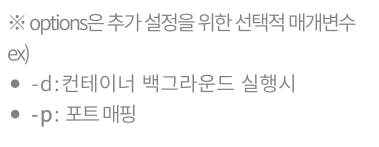 ※ options은 추가 설정을 위한 선택적 매개변수
ex)
● -d:컨테이너 백그라운드 실행시
● -p: 포트 매핑